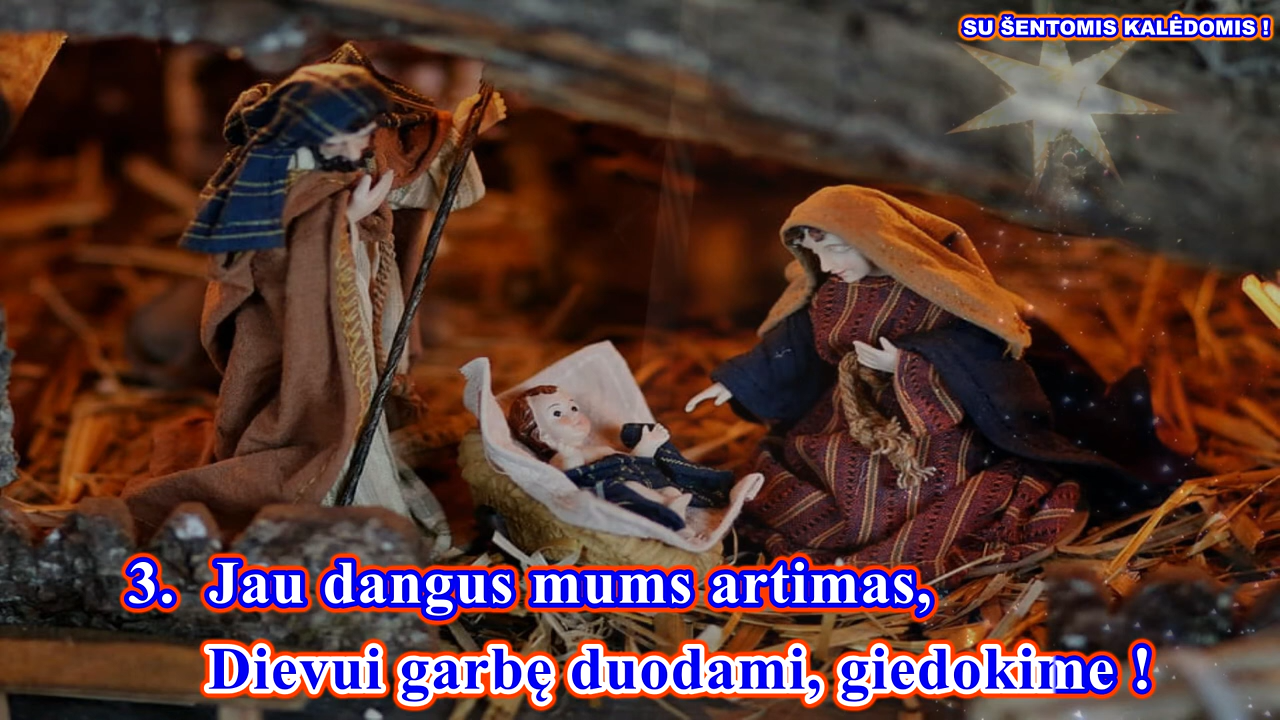 SU ŠENTOMIS KALĖDOMIS !
3. Jau dangus mums artimas,
Dievui garbę duodami, giedokime !